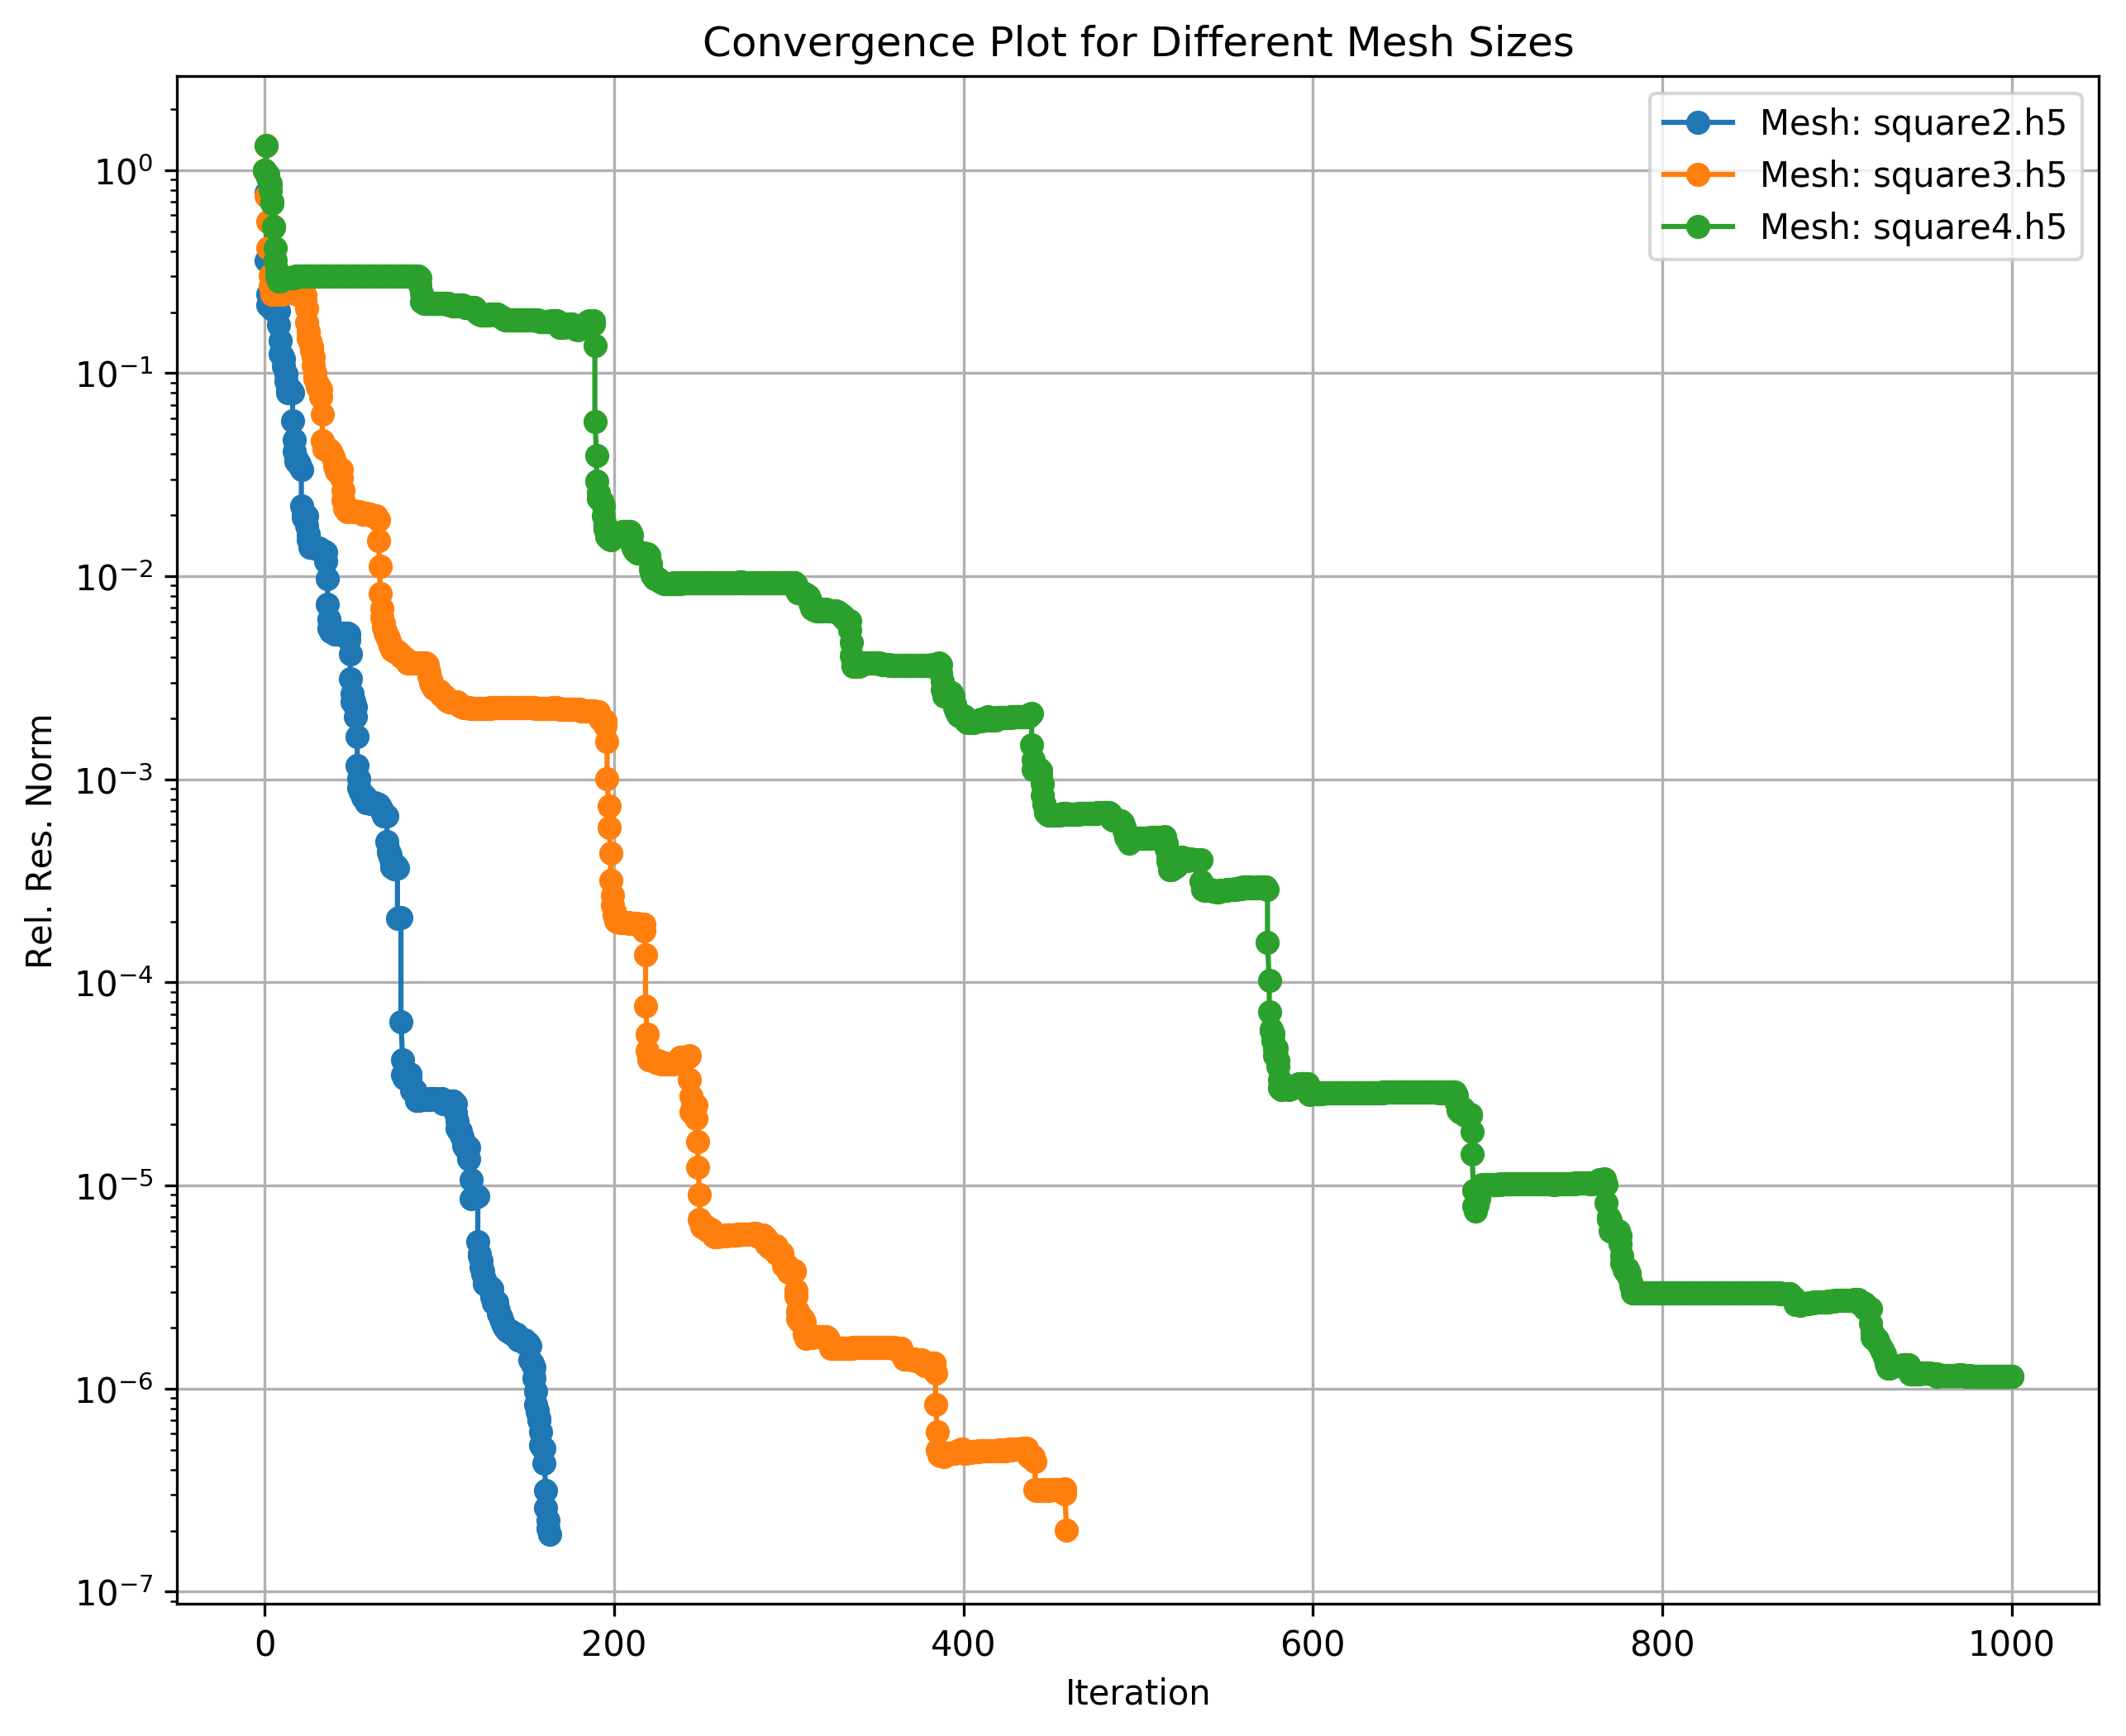 Convergence Plot for Different Mesh Sizes
Mesh: square2.h5
Mesh: square3.h5
Mesh: square4.h5
Rel. Res. Norm
10⁰
10⁻¹
10⁻²
10⁻³
10⁻⁴
10⁻⁵
10⁻⁶
10⁻⁷
0 200 400 600 800 1000
Iteration